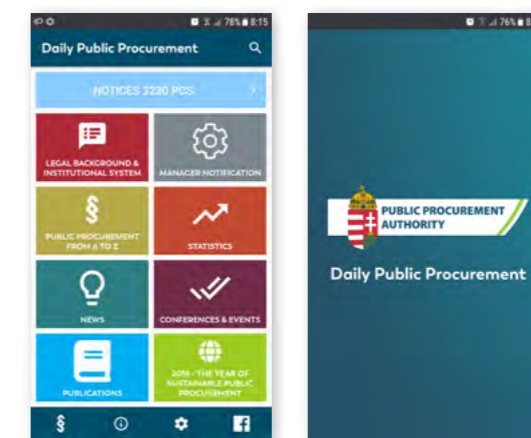 78% 8:15
Daily Public Procurement
NOTICES 3230 PCS
LEGAL BACKGROUND &
INSTITUTIONAL SYSTEM
MANAGER NOTIFICATION
§
PUBLIC PROCUREMENT
FROM A TO Z
STATISTICS
NEWS
CONFERENCES & EVENTS
PUBLICATIONS
2018 - THE YEAR OF
SUSTAINABLE PUBLIC
PROCUREMENT
§
76% 8
PUBLIC PROCUREMENT
AUTHORITY
Daily Public Procurement